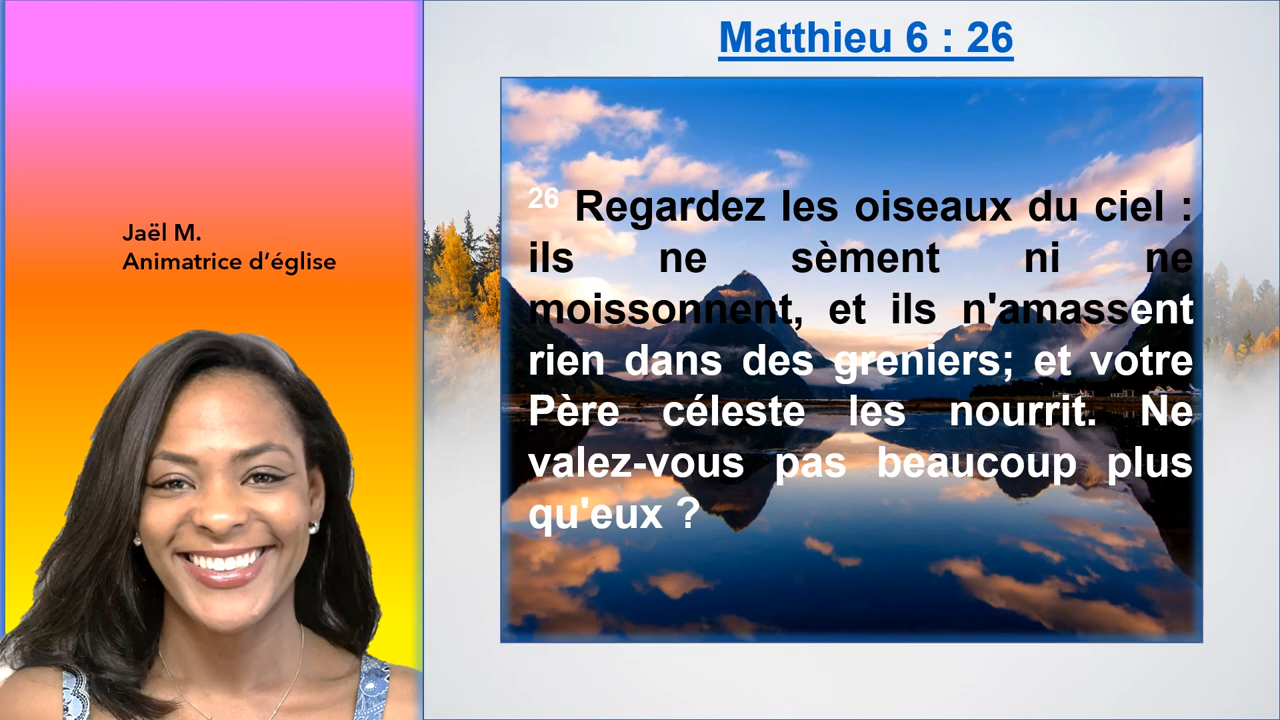 Matthieu 6 : 26
Jaël M.
Animatrice d’église
26 Regardez les oiseaux du ciel :
ils ne sèment ni ne
moissonnent, et ils n'amassent
rien dans des greniers; et votre
Père céleste les nourrit. Ne
valez-vous pas beaucoup plus
qu'eux ?